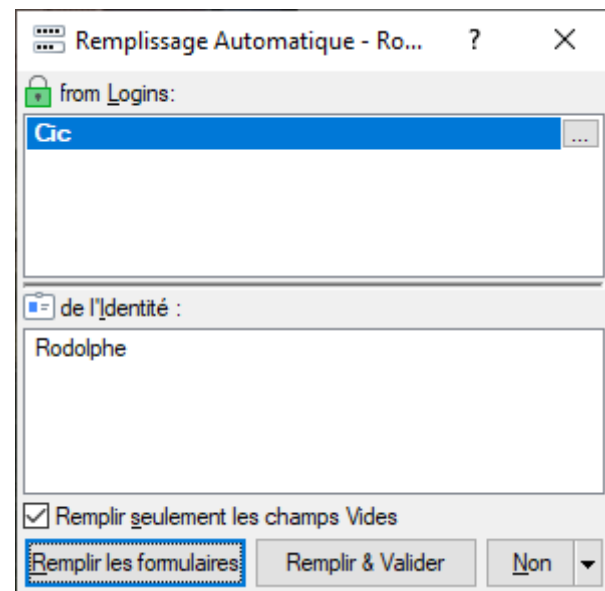 Remplissage Automatique - Ro... ?
from Logins:
Cic ...
de l'Identité :
Rodolphe
Remplir seulement les champs Vides
Remplir les formulaires Remplir & Valider Non